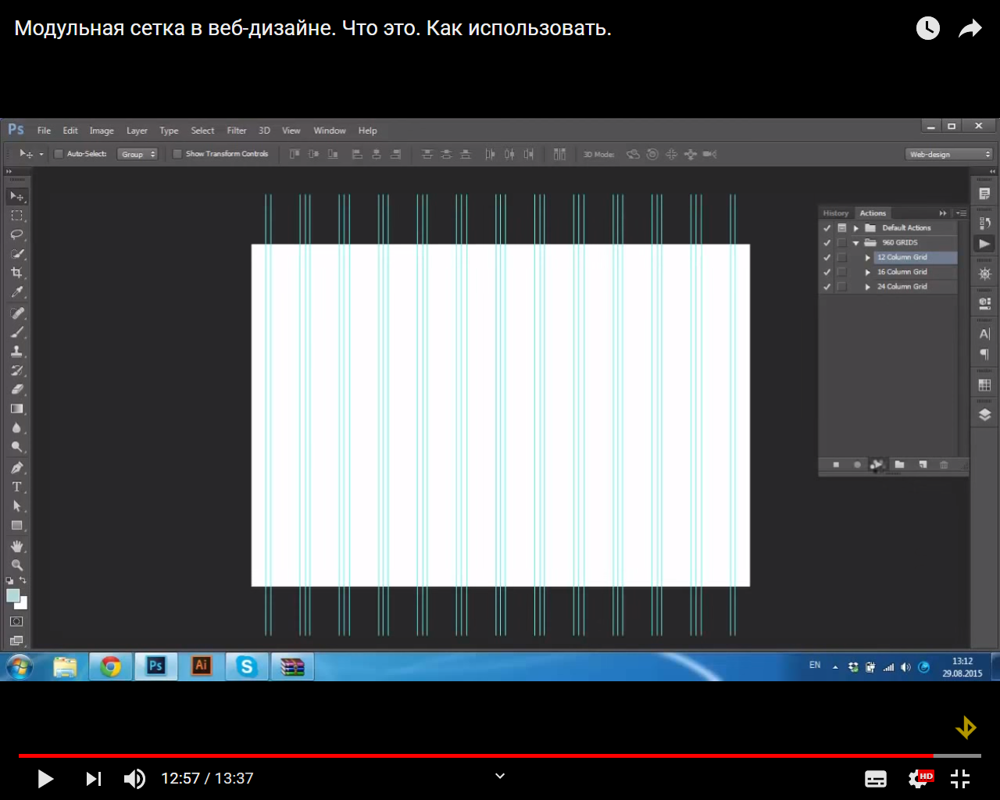 Модульная сетка в веб-дизайне. Что это. Как использовать.
Ps File Edit Image Layer Type Select Filter 3D View Window Help
Auto-Select: Group Show Transform Controls 3D Mode: Web-design
History Actions
Default Actions
960 GRIDS
12 Column Grid
16 Column Grid
24 Column Grid
A
T
Ps Ai S EN 13:12
29.08.2015
12:57 / 13:37 HD